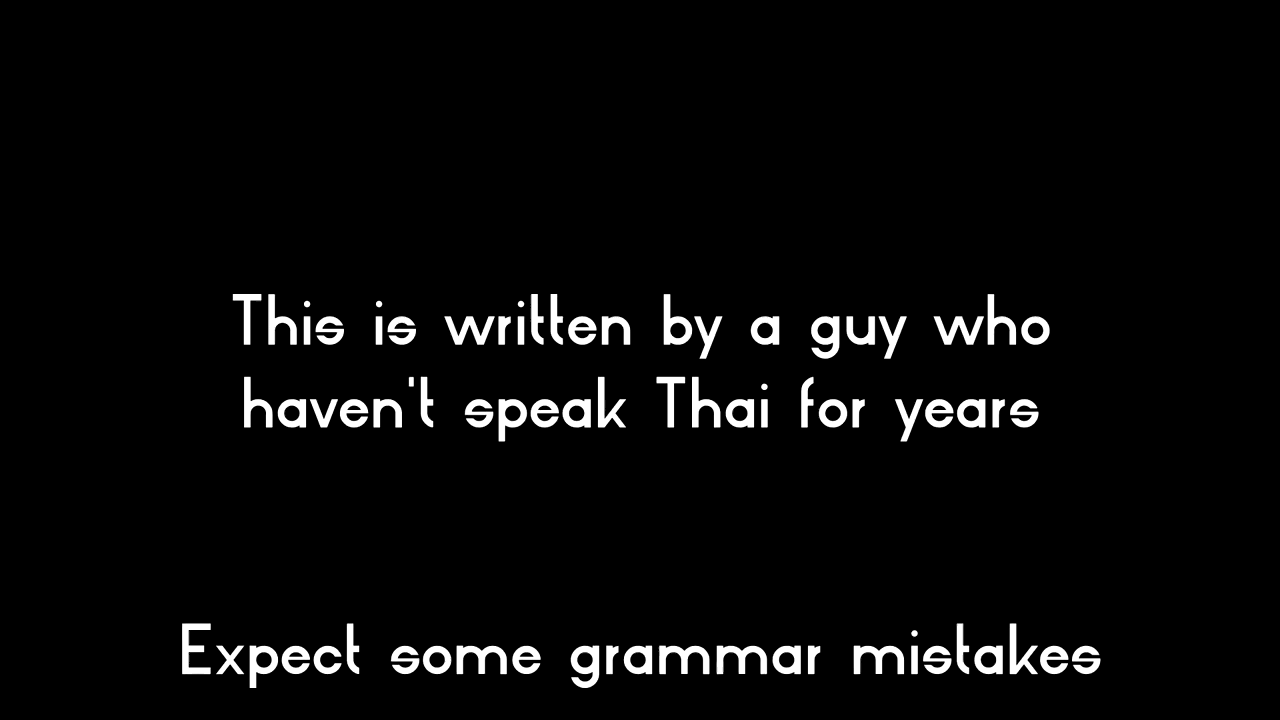 This is written by a guy who
haven't speak Thai for years
Expect some grammar mistakes